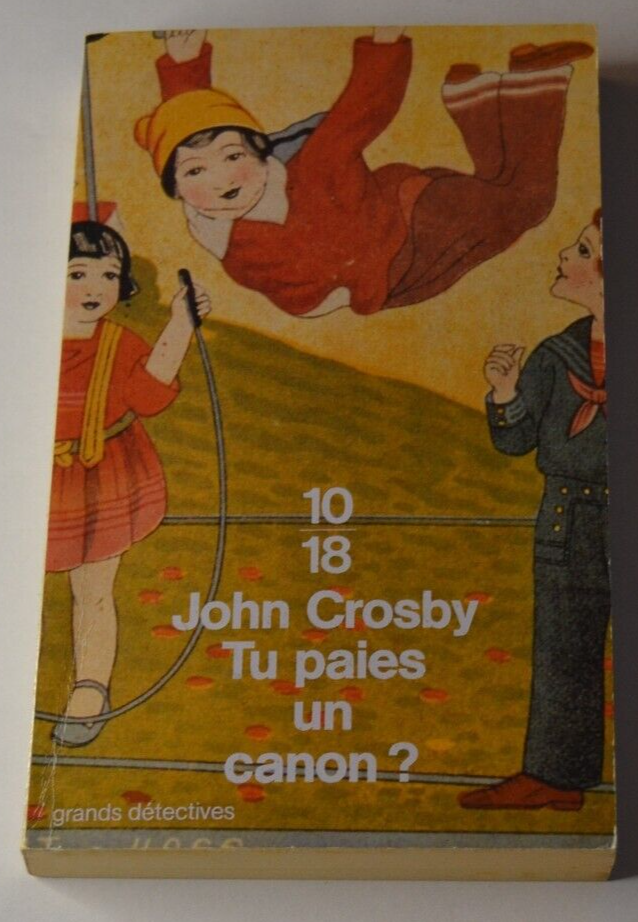 10
18
John Crosby
Tu paies
un
canon ?
grands détectives